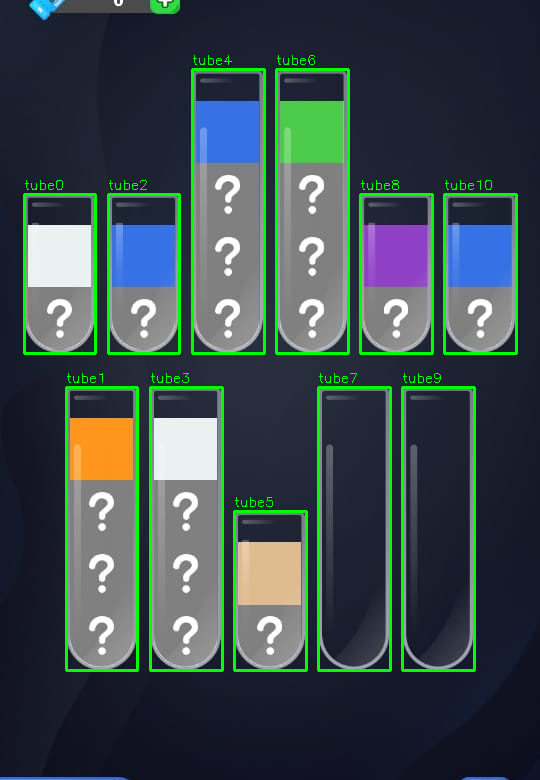 0
tube4 tube6
tube0 tube2 tube8 tube10
? ?
? ?
? ? ? ? ? ?
tube1 tube3 tube7 tube9
tube5
? ?
? ?
? ? ?